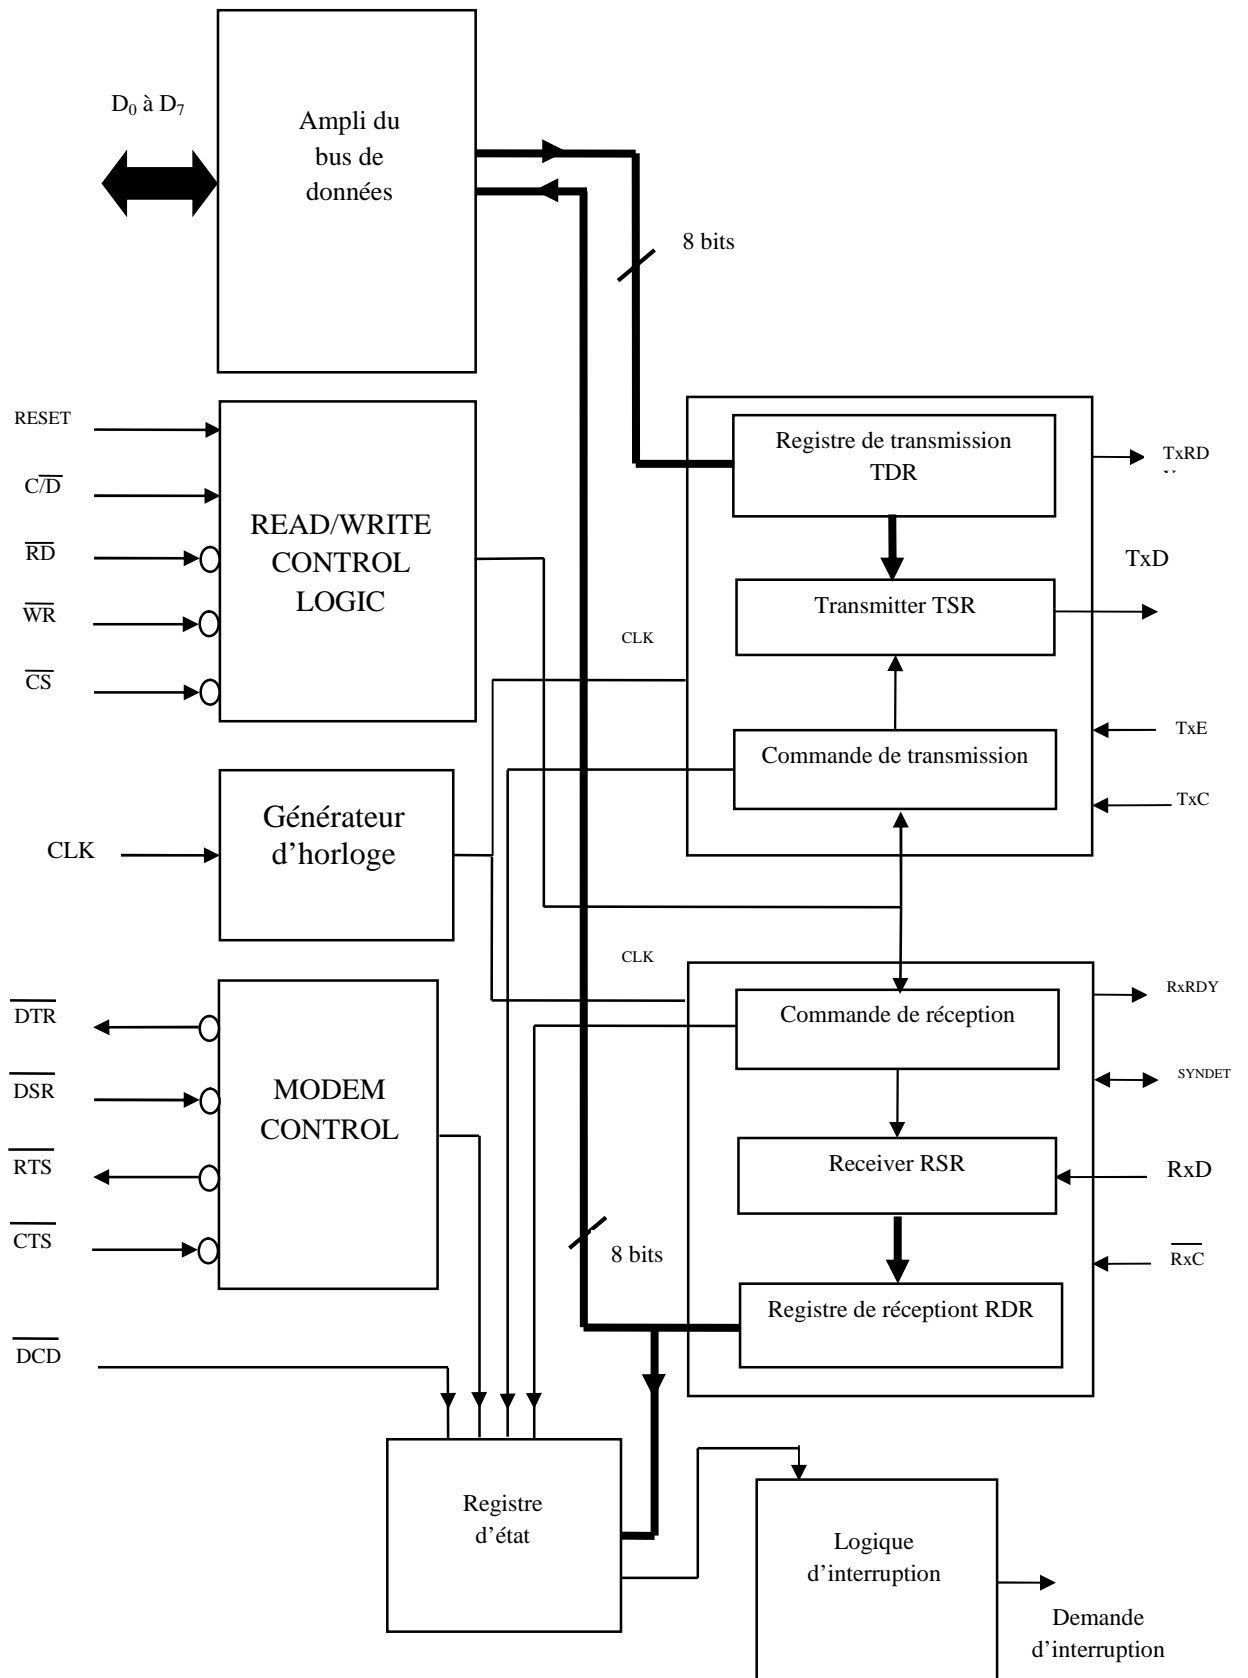 D0 à D7
Ampli du
bus de
données
8 bits
RESET
C/D
RD
WR
CS
READ/WRITE
CONTROL
LOGIC
Registre de transmission
TDR
TxRD
TxD
Transmitter TSR
CLK
Commande de transmission
TxE
TxC
CLK
Générateur
d’horloge
CLK
DTR
DSR
RTS
CTS
MODEM
CONTROL
Commande de réception
RxRDY
SYNDET
Receiver RSR
RxD
8 bits
RxC
Registre de réceptiont RDR
DCD
Registre
d’état
Logique
d’interruption
Demande
d’interruption